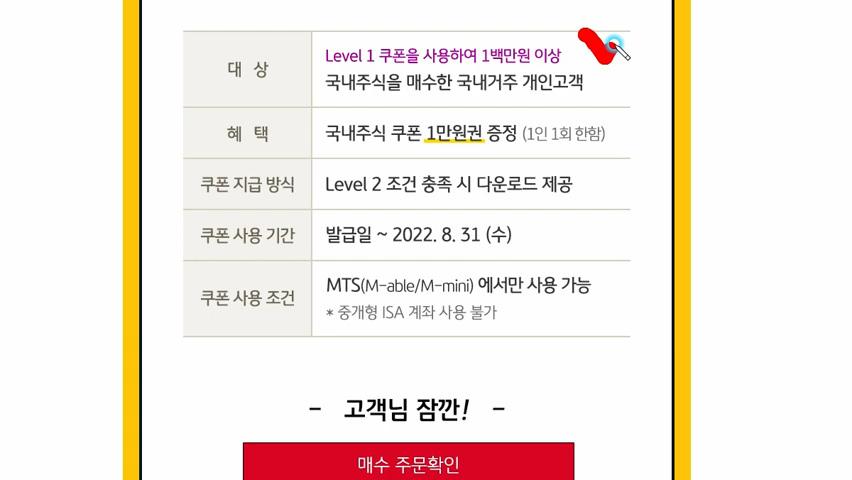 대 상
Level 1 쿠폰을 사용하여 1백만원 이상
국내주식을 매수한 국내거주 개인고객
혜 택
국내주식 쿠폰 1만원권 증정 (1인 1회 한함)
쿠폰 지급 방식
Level 2 조건 충족 시 다운로드 제공
쿠폰 사용 기간
발급일 ~ 2022. 8. 31 (수)
쿠폰 사용 조건
MTS(M-able/M-mini) 에서만 사용 가능
* 중개형 ISA 계좌 사용 불가
- 고객님 잠깐! -
매수 주문확인